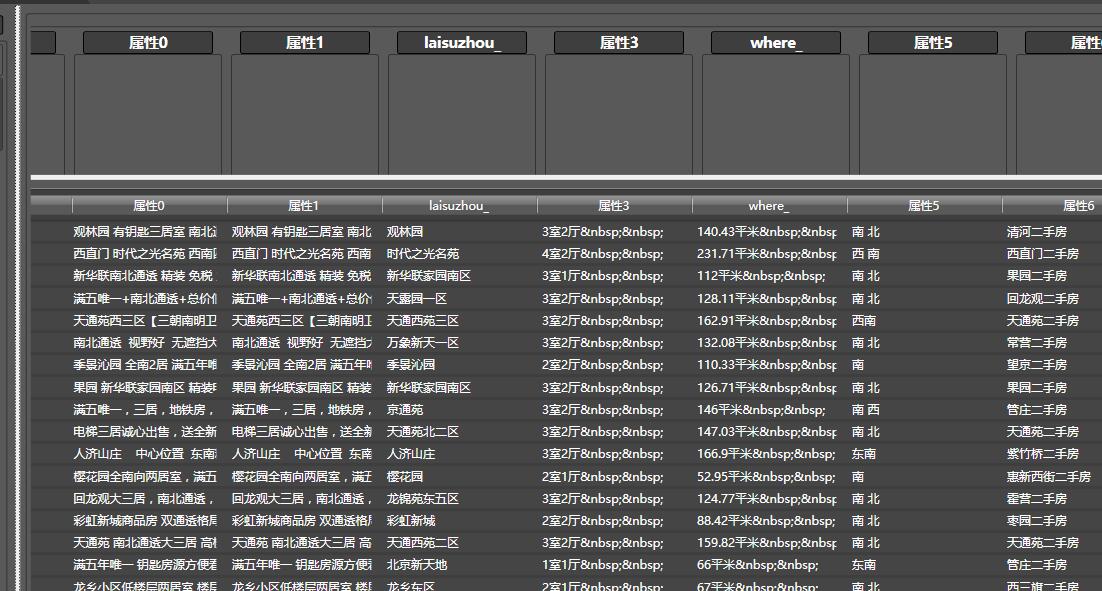 属性0 属性1 laisuzhou_ 属性3 where_ 属性5 属性
属性0 属性1 laisuzhou_ 属性3 where_ 属性5 属性6
观林园 有钥匙三居室 南北 观林园 有钥匙三居室 南北 观林园 3室2厅&nbsp;&nbsp; 140.43平米&nbsp;&nbsp 南 北 清河二手房
西直门 时代之光名苑 西南 西直门 时代之光名苑 西南 时代之光名苑 4室2厅&nbsp;&nbsp; 231.71平米&nbsp;&nbsp 西 南 西直门二手房
新华联南北通透 精装 免税 新华联南北通透 精装 免税 新华联家园南区 3室1厅&nbsp;&nbsp; 112平米&nbsp;&nbsp; 南 北 果园二手房
满五唯一+南北通透+总价 满五唯一+南北通透+总价 天露园一区 3室2厅&nbsp;&nbsp; 128.11平米&nbsp;&nbsp 南 北 回龙观二手房
天通苑西三区【三朝南明卫 天通苑西三区【三朝南明卫 天通西苑三区 3室2厅&nbsp;&nbsp; 162.91平米&nbsp;&nbsp 西南 天通苑二手房
南北通透 视野好 无遮挡大 南北通透 视野好 无遮挡 万象新天一区 3室2厅&nbsp;&nbsp; 132.08平米&nbsp;&nbsp 南 北 常营二手房
季景沁园 全南2居 满五年唯 季景沁园 全南2居 满五年 季景沁园 2室2厅&nbsp;&nbsp; 110.33平米&nbsp;&nbsp 南 望京二手房
果园 新华联家园南区 精装 果园 新华联家园南区 精装 新华联家园南区 3室2厅&nbsp;&nbsp; 126.71平米&nbsp;&nbsp 南 北 果园二手房
满五唯一，三居，地铁房， 满五唯一，三居，地铁房， 京通苑 3室2厅&nbsp;&nbsp; 146平米&nbsp;&nbsp; 南 西 管庄二手房
电梯三居诚心出售，送全新 电梯三居诚心出售，送全新 天通苑北二区 3室2厅&nbsp;&nbsp; 147.03平米&nbsp;&nbsp 南 北 天通苑二手房
人济山庄 中心位置 东南 人济山庄 中心位置 东南 人济山庄 3室2厅&nbsp;&nbsp; 166.9平米&nbsp;&nbsp; 东南 紫竹桥二手房
樱花园全南向两居室，满五 樱花园全南向两居室，满五 樱花园 2室1厅&nbsp;&nbsp; 52.95平米&nbsp;&nbsp; 南 惠新西街二手房
回龙观大三居，南北通透， 回龙观大三居，南北通透， 龙锦苑东五区 3室2厅&nbsp;&nbsp; 124.77平米&nbsp;&nbsp 南 北 霍营二手房
彩虹新城商品房 双通透格局 彩虹新城商品房 双通透格局 彩虹新城 2室2厅&nbsp;&nbsp; 88.42平米&nbsp;&nbsp; 南 北 枣园二手房
天通苑 南北通透大三居 高 天通苑 南北通透大三居 高 天通西苑二区 3室2厅&nbsp;&nbsp; 159.82平米&nbsp;&nbsp 南 北 天通苑二手房
满五年唯一 钥匙房源方便看 满五年唯一 钥匙房源方便看 北京新天地 1室1厅&nbsp;&nbsp; 66平米&nbsp;&nbsp; 东南 管庄二手房
龙乡小区低楼层两居室 楼层 龙乡小区低楼层两居室 楼层 龙乡东区 2室1厅&nbsp;&nbsp; 67平米&nbsp;&nbsp; 南 北 西三旗二手房